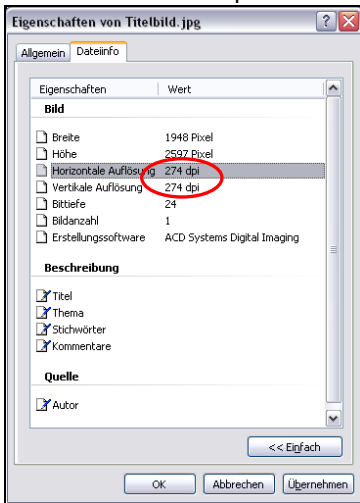 Eigenschaften von Titelbild.jpg
Allgemein Dateiinfo
Eigenschaften Wert
Bild
Breite 1948 Pixel
Höhe 2597 Pixel
Horizontale Auflösung 274 dpi
Vertikale Auflösung 274 dpi
Bittiefe 24
Bildanzahl 1
Erstellungssoftware ACD Systems Digital Imaging
Beschreibung
Titel
Thema
Stichwörter
Kommentare
Quelle
Autor
<< Einfach
OK Abbrechen Übernehmen